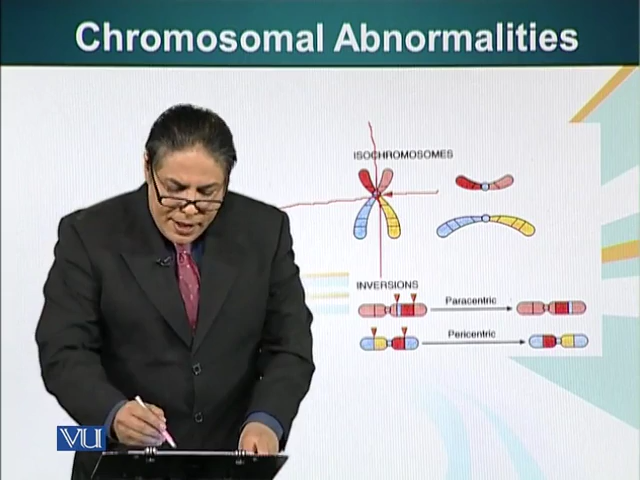 Chromosomal Abnormalities
ISOCHROMOSOMES
INVERSIONS
Paracentric
Pericentric
VU